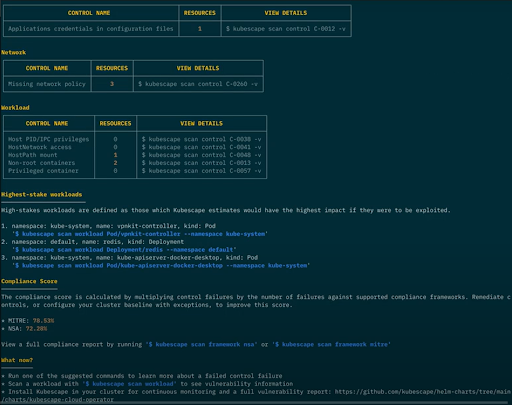 CONTROL NAME RESOURCES VIEW DETAILS
Applications credentials in configuration files 1 $ kubescape scan control C-0012 -v
Network
CONTROL NAME RESOURCES VIEW DETAILS
Missing network policy 3 $ kubescape scan control C-0260 -v
Workload
CONTROL NAME RESOURCES VIEW DETAILS
Host PID/IPC privileges 0 $ kubescape scan control C-0038 -v
HostNetwork access 0 $ kubescape scan control C-0041 -v
HostPath mount 1 $ kubescape scan control C-0048 -v
Non-root containers 2 $ kubescape scan control C-0013 -v
Privileged container 0 $ kubescape scan control C-0057 -v
Highest-stake workloads
High-stakes workloads are defined as those which Kubescape estimates would have the highest impact if they were to be exploited.
1. namespace: kube-system, name: vpnkit-controller, kind: Pod
'$ kubescape scan workload Pod/vpnkit-controller --namespace kube-system'
2. namespace: default, name: redis, kind: Deployment
'$ kubescape scan workload Deployment/redis --namespace default'
3. namespace: kube-system, name: kube-apiserver-docker-desktop, kind: Pod
'$ kubescape scan workload Pod/kube-apiserver-docker-desktop --namespace kube-system'
Compliance Score
The compliance score is calculated by multiplying control failures by the number of failures against supported compliance frameworks. Remediate c
ontrols, or configure your cluster baseline with exceptions, to improve this score.
* MITRE: 78.53%
* NSA: 72.28%
View a full compliance report by running '$ kubescape scan framework nsa' or '$ kubescape scan framework mitre'
What now?
* Run one of the suggested commands to learn more about a failed control failure
* Scan a workload with '$ kubescape scan workload' to see vulnerability information
* Install Kubescape in your cluster for continuous monitoring and a full vulnerability report: https://github.com/kubescape/helm-charts/tree/main
/charts/kubescape-cloud-operator